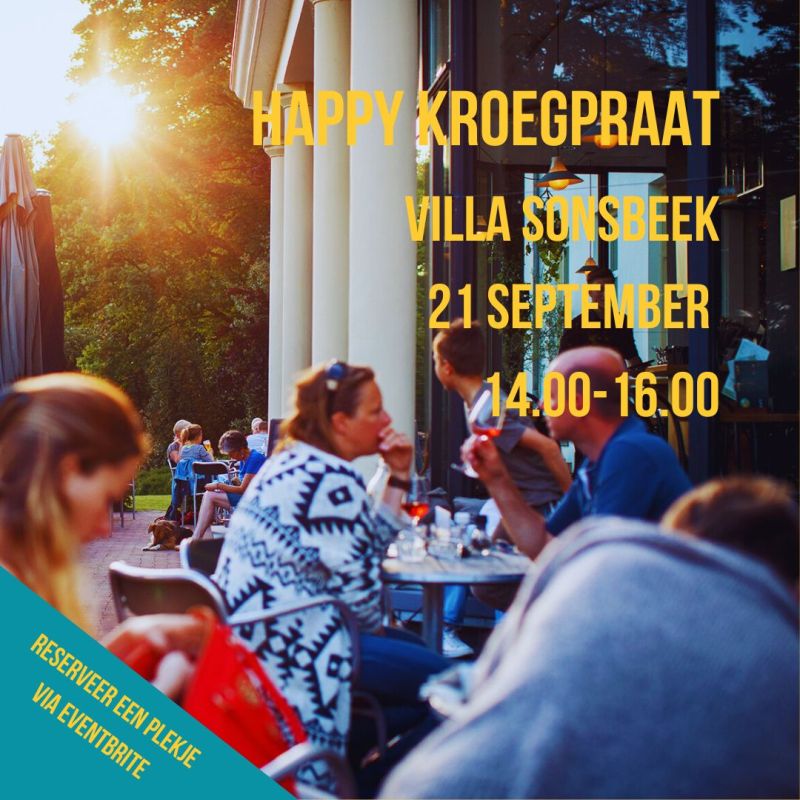 HAPPY KROEGPRAAT
VILLA SONSBEEK
21 SEPTEMBER
14.00-16.00
RESERVEER EEN PLEKJE
VIA EVENTBRITE